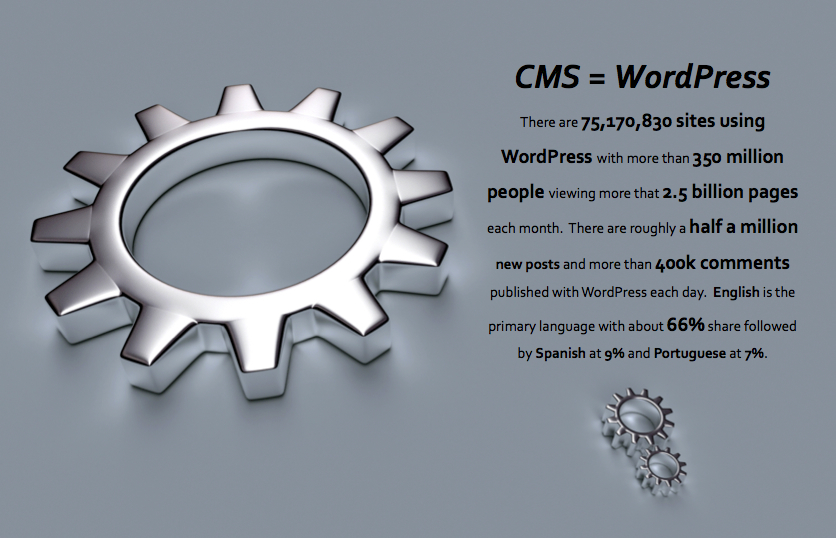 CMS = WordPress
There are 75,170,830 sites using
WordPress with more than 350 million
people viewing more that 2.5 billion pages
each month. There are roughly a half a million
new posts and more than 400k comments
published with WordPress each day. English is the
primary language with about 66% share followed
by Spanish at 9% and Portuguese at 7%.